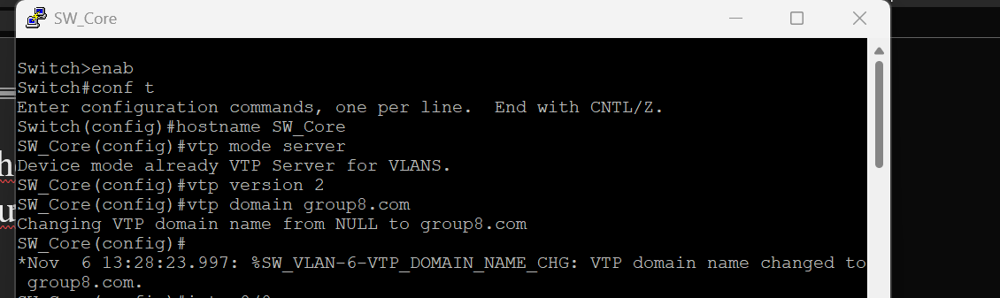 SW_Core
Switch>enab
Switch#conf t
Enter configuration commands, one per line.  End with CNTL/Z.
Switch(config)#hostname SW_Core
SW_Core(config)#vtp mode server
Device mode already VTP Server for VLANS.
SW_Core(config)#vtp version 2
SW_Core(config)#vtp domain group8.com
Changing VTP domain name from NULL to group8.com
SW_Core(config)#
*Nov  6 13:28:23.997: %SW_VLAN-6-VTP_DOMAIN_NAME_CHG: VTP domain name changed to
 group8.com.